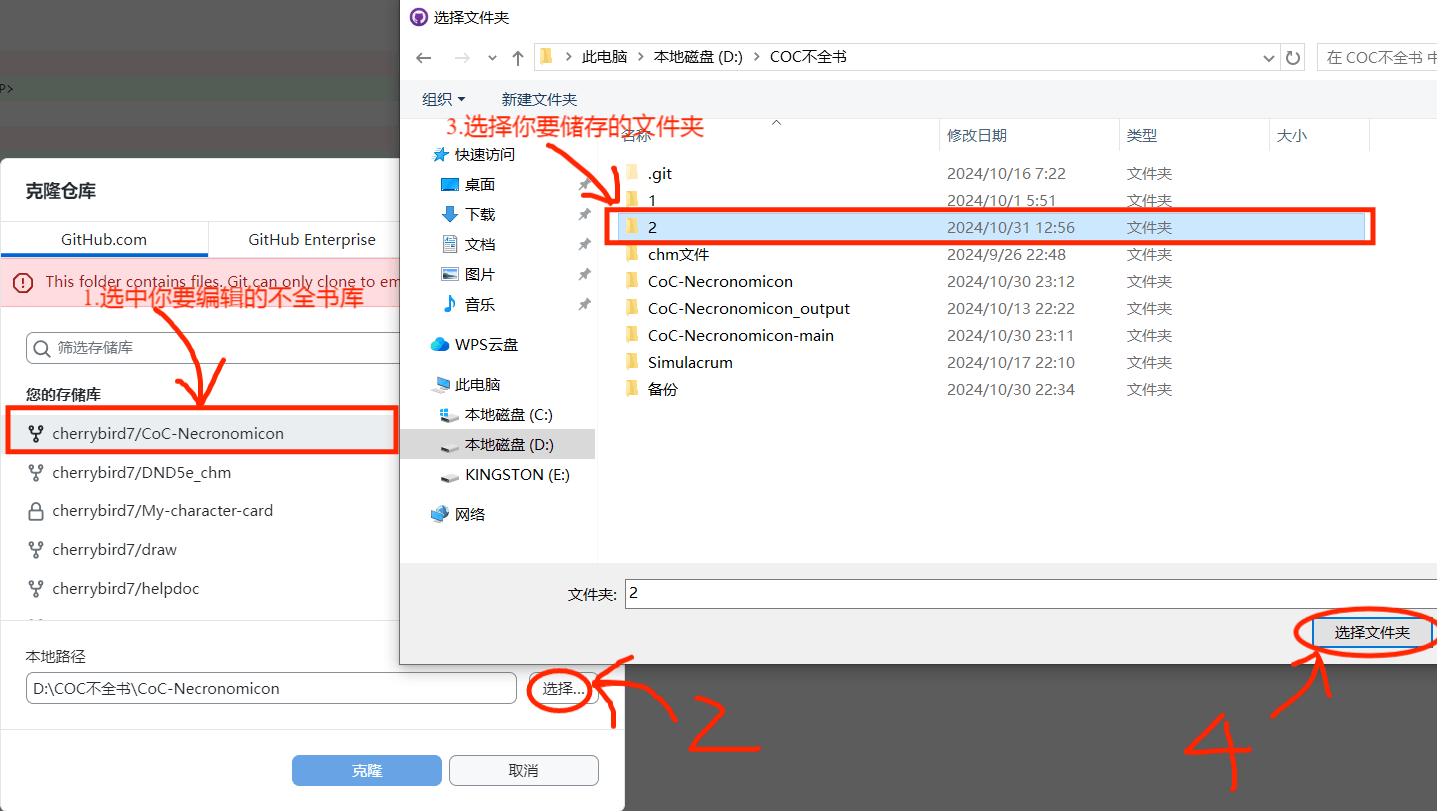 选择文件夹
此电脑 > 本地磁盘 (D:) > COC不全书
在 COC不全书 中
组织
新建文件夹
P>
3.选择你要储存的文件夹
名称
修改日期
类型
大小
快速访问
桌面
下载
文档
图片
音乐
WPS云盘
此电脑
本地磁盘 (C:)
本地磁盘 (D:)
KINGSTON (E:)
网络
.git 2024/10/16 7:22 文件夹
1 2024/10/1 5:51 文件夹
2 2024/10/31 12:56 文件夹
chm文件 2024/9/26 22:48 文件夹
CoC-Necronomicon 2024/10/30 23:12 文件夹
CoC-Necronomicon_output 2024/10/13 22:22 文件夹
CoC-Necronomicon-main 2024/10/30 23:11 文件夹
Simulacrum 2024/10/17 22:10 文件夹
备份 2024/10/30 22:34 文件夹
文件夹: 2
选择文件夹
4
克隆仓库
GitHub.com
GitHub Enterprise
This folder contains files. Git can only clone to em
1.选中你要编辑的不全书库
筛选存储库
您的存储库
cherrybird7/CoC-Necronomicon
cherrybird7/DND5e_chm
cherrybird7/My-character-card
cherrybird7/draw
cherrybird7/helpdoc
本地路径
D:\COC不全书\CoC-Necronomicon
选择...
2
克隆
取消